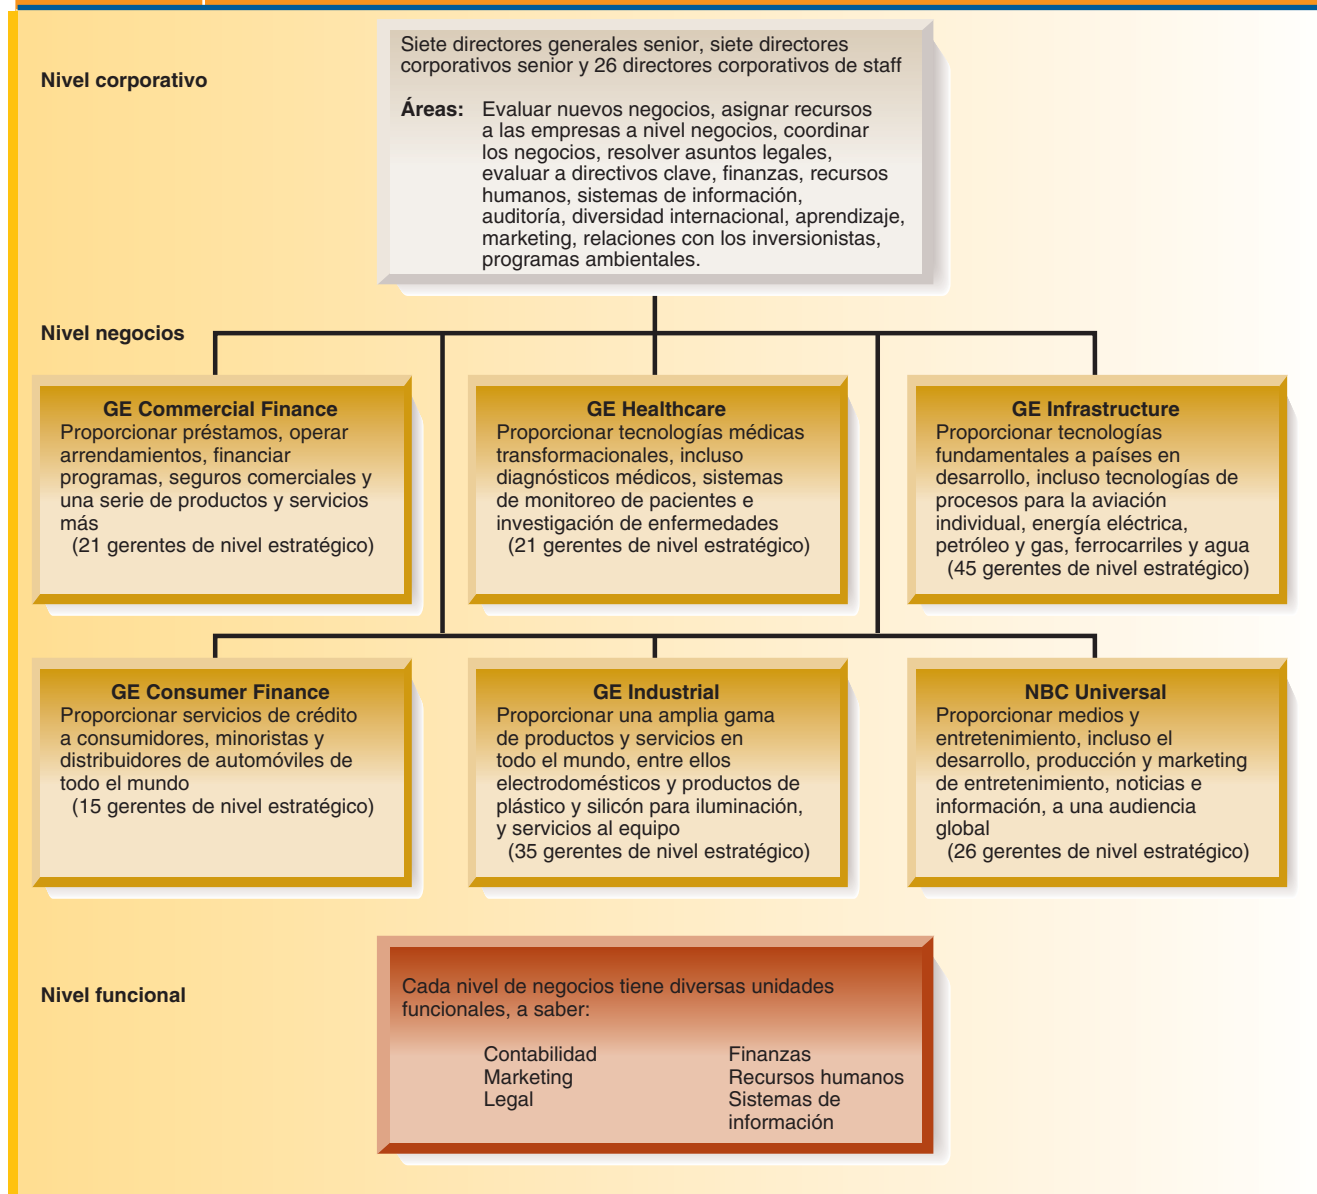 Nivel corporativo
Siete directores generales senior, siete directores
corporativos senior y 26 directores corporativos de staff
Áreas: Evaluar nuevos negocios, asignar recursos
a las empresas a nivel negocios, coordinar
los negocios, resolver asuntos legales,
evaluar a directivos clave, finanzas, recursos
humanos, sistemas de información,
auditoría, diversidad internacional, aprendizaje,
marketing, relaciones con los inversionistas,
programas ambientales.
Nivel negocios
GE Commercial Finance
Proporcionar préstamos, operar
arrendamientos, financiar
programas, seguros comerciales y
una serie de productos y servicios
más
(21 gerentes de nivel estratégico)
GE Healthcare
Proporcionar tecnologías médicas
transformacionales, incluso
diagnósticos médicos, sistemas
de monitoreo de pacientes e
investigación de enfermedades
(21 gerentes de nivel estratégico)
GE Infrastructure
Proporcionar tecnologías
fundamentales a países en
desarrollo, incluso tecnologías de
procesos para la aviación
individual, energía eléctrica,
petróleo y gas, ferrocarriles y agua
(45 gerentes de nivel estratégico)
GE Consumer Finance
Proporcionar servicios de crédito
a consumidores, minoristas y
distribuidores de automóviles de
todo el mundo
(15 gerentes de nivel estratégico)
GE Industrial
Proporcionar una amplia gama
de productos y servicios en
todo el mundo, entre ellos
electrodomésticos y productos de
plástico y silicón para iluminación,
y servicios al equipo
(35 gerentes de nivel estratégico)
NBC Universal
Proporcionar medios y
entretenimiento, incluso el
desarrollo, producción y marketing
de entretenimiento, noticias e
información, a una audiencia
global
(26 gerentes de nivel estratégico)
Nivel funcional
Cada nivel de negocios tiene diversas unidades
funcionales, a saber:
Contabilidad
Marketing
Legal
Finanzas
Recursos humanos
Sistemas de
información